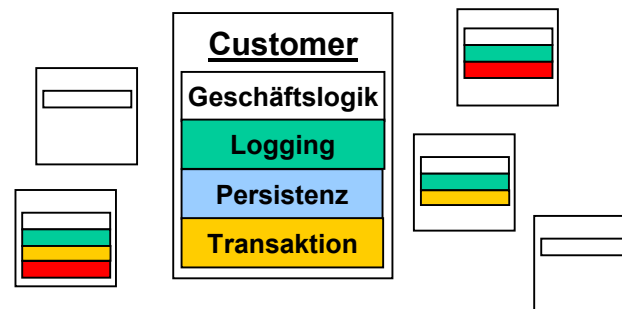 Customer
Geschäftslogik
Logging
Persistenz
Transaktion